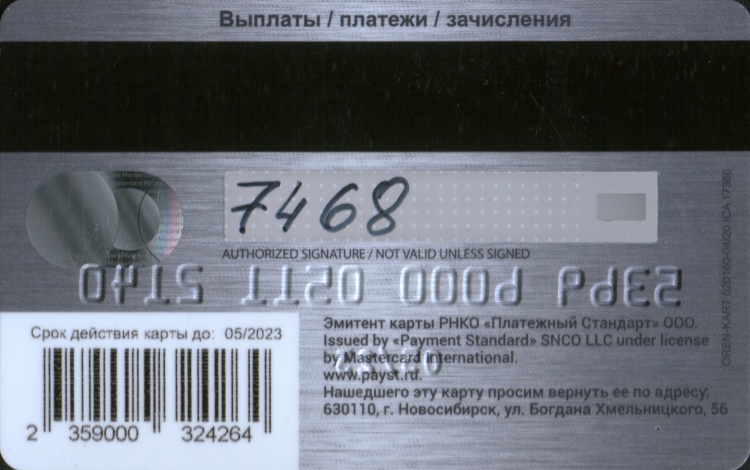 Выплаты / платежи / зачисления
7468
AUTHORIZED SIGNATURE / NOT VALID UNLESS SIGNED
Срок действия карты до: 05/2023
2 359000 324264
Эмитент карты РНКО «Платежный Стандарт» ООО.
Issued by «Payment Standard» SNCO LLC under license
by Mastercard International.
www.payst.ru.
Нашедшего эту карту просим вернуть ее по адресу:
630110, г. Новосибирск, ул. Богдана Хмельницкого, 56